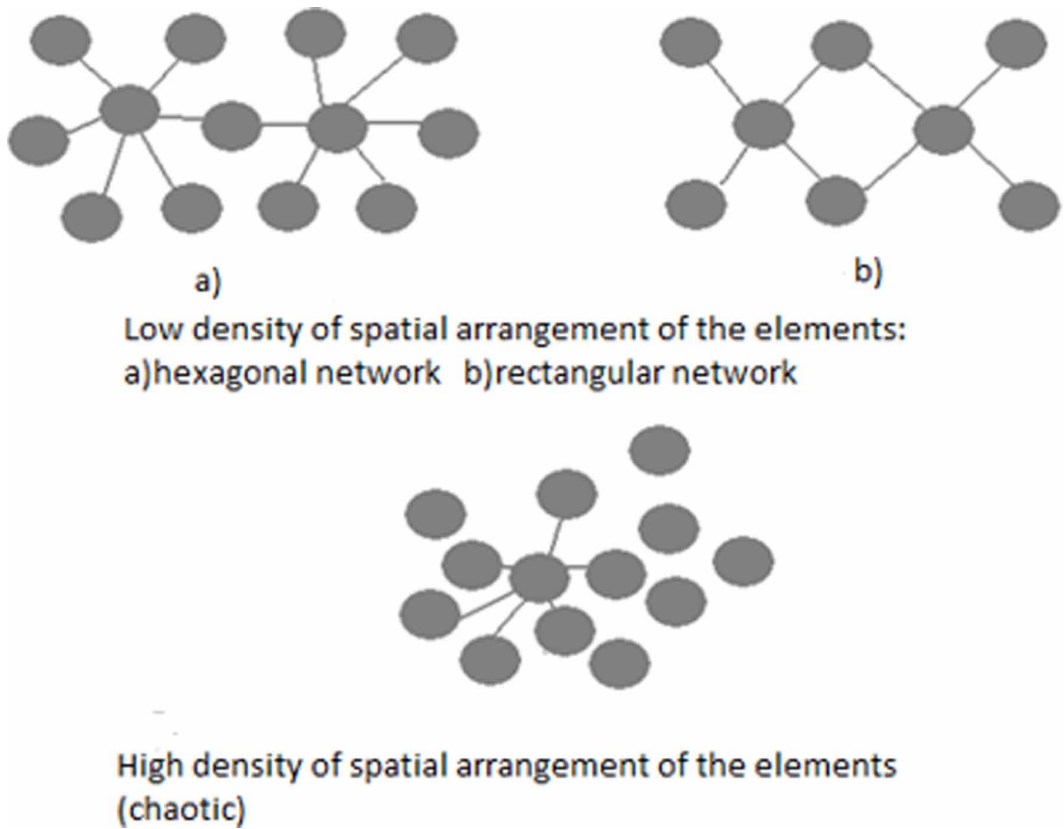 a)
b)
Low density of spatial arrangement of the elements:
a)hexagonal network b)rectangular network
High density of spatial arrangement of the elements
(chaotic)